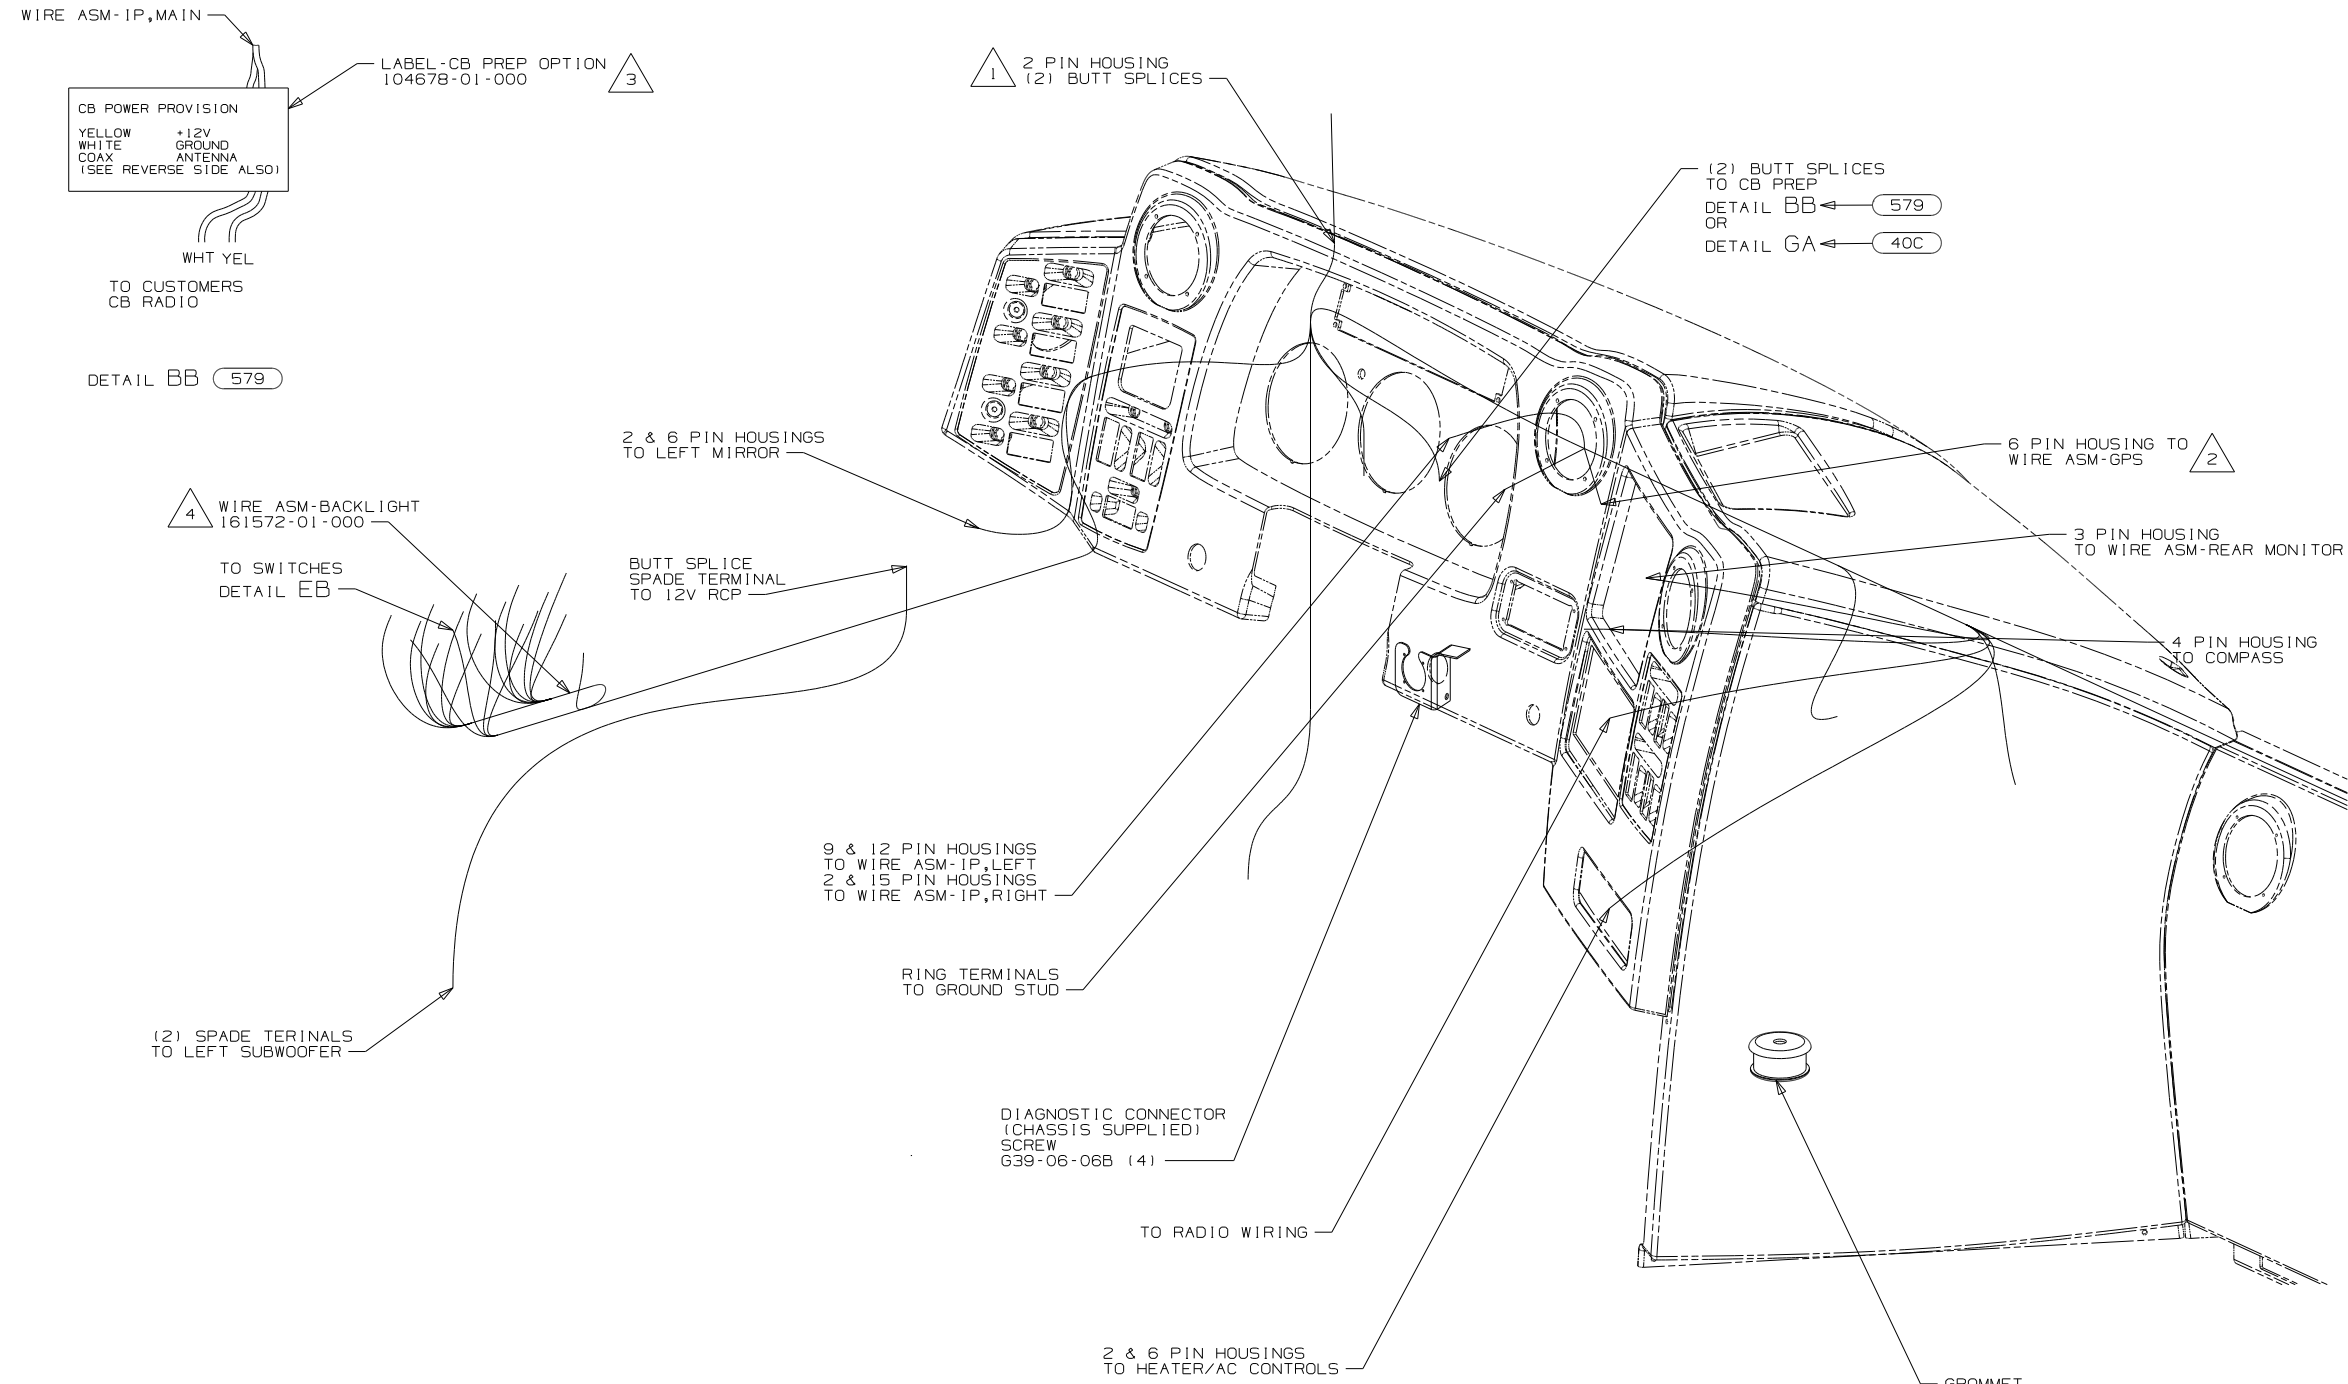 WIRE ASM-IP,MAIN
LABEL-CB PREP OPTION
104678-01-000
3
CB POWER PROVISION
YELLOW +12V
WHITE GROUND
COAX ANTENNA
(SEE REVERSE SIDE ALSO)
WHT YEL
TO CUSTOMERS
CB RADIO
DETAIL BB 579
1
2 PIN HOUSING
(2) BUTT SPLICES
(2) BUTT SPLICES
TO CB PREP
DETAIL BB 579
OR
DETAIL GA 40C
2 & 6 PIN HOUSINGS
TO LEFT MIRROR
6 PIN HOUSING TO
WIRE ASM-GPS
2
4
WIRE ASM-BACKLIGHT
161572-01-000
TO SWITCHES
DETAIL EB
BUTT SPLICE
SPADE TERMINAL
TO 12V RCP
3 PIN HOUSING
TO WIRE ASM-REAR MONITOR
4 PIN HOUSING
TO COMPASS
9 & 12 PIN HOUSINGS
TO WIRE ASM-IP,LEFT
2 & 15 PIN HOUSINGS
TO WIRE ASM-IP,RIGHT
RING TERMINALS
TO GROUND STUD
(2) SPADE TERINALS
TO LEFT SUBWOOFER
DIAGNOSTIC CONNECTOR
(CHASSIS SUPPLIED)
SCREW
G39-06-06B (4)
TO RADIO WIRING
2 & 6 PIN HOUSINGS
TO HEATER/AC CONTROLS
GROMMET